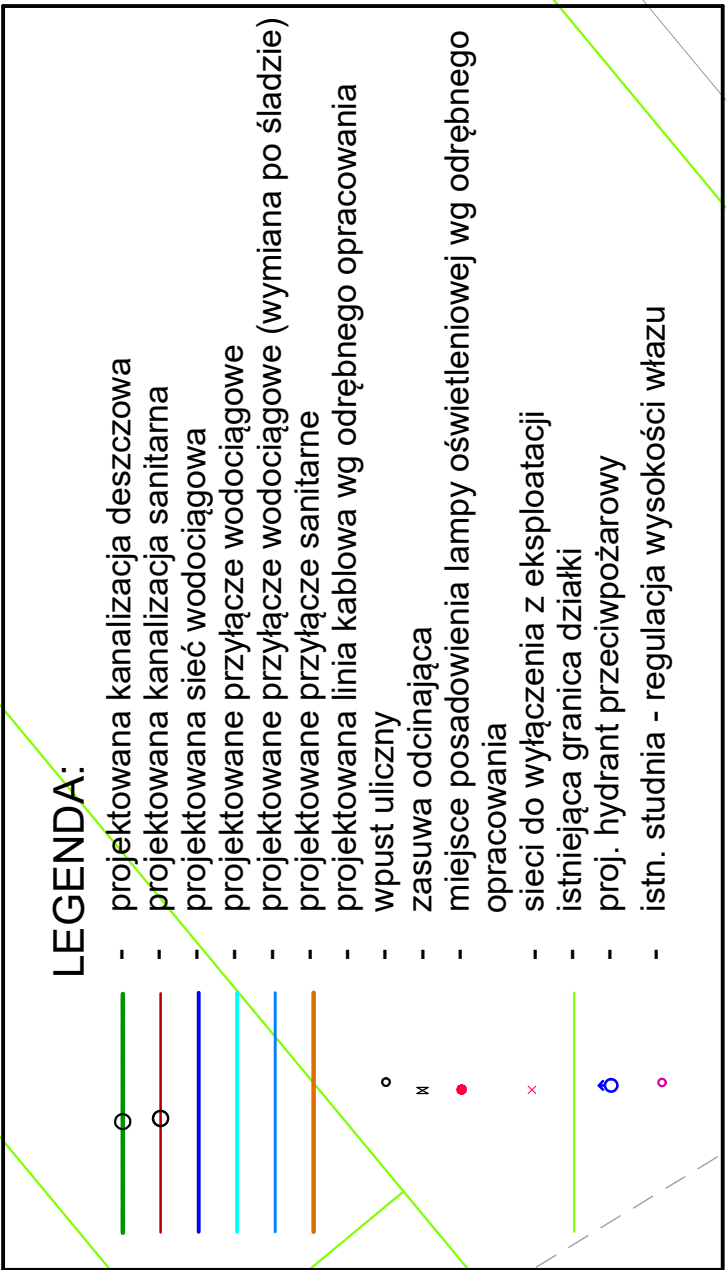 LEGENDA:
- projektowana kanalizacja deszczowa
- projektowana kanalizacja sanitarna
- projektowana sieć wodociągowa
- projektowane przyłącze wodociągowe
- projektowane przyłącze wodociągowe (wymiana po śladzie)
- projektowane przyłącze sanitarne
- projektowana linia kablowa wg odrębnego opracowania
- wpust uliczny
- zasuwa odcinająca
- miejsce posadowienia lampy oświetleniowej wg odrębnego
opracowania
- sieci do wyłączenia z eksploatacji
- istniejąca granica działki
- proj. hydrant przeciwpożarowy
- istn. studnia - regulacja wysokości włazu